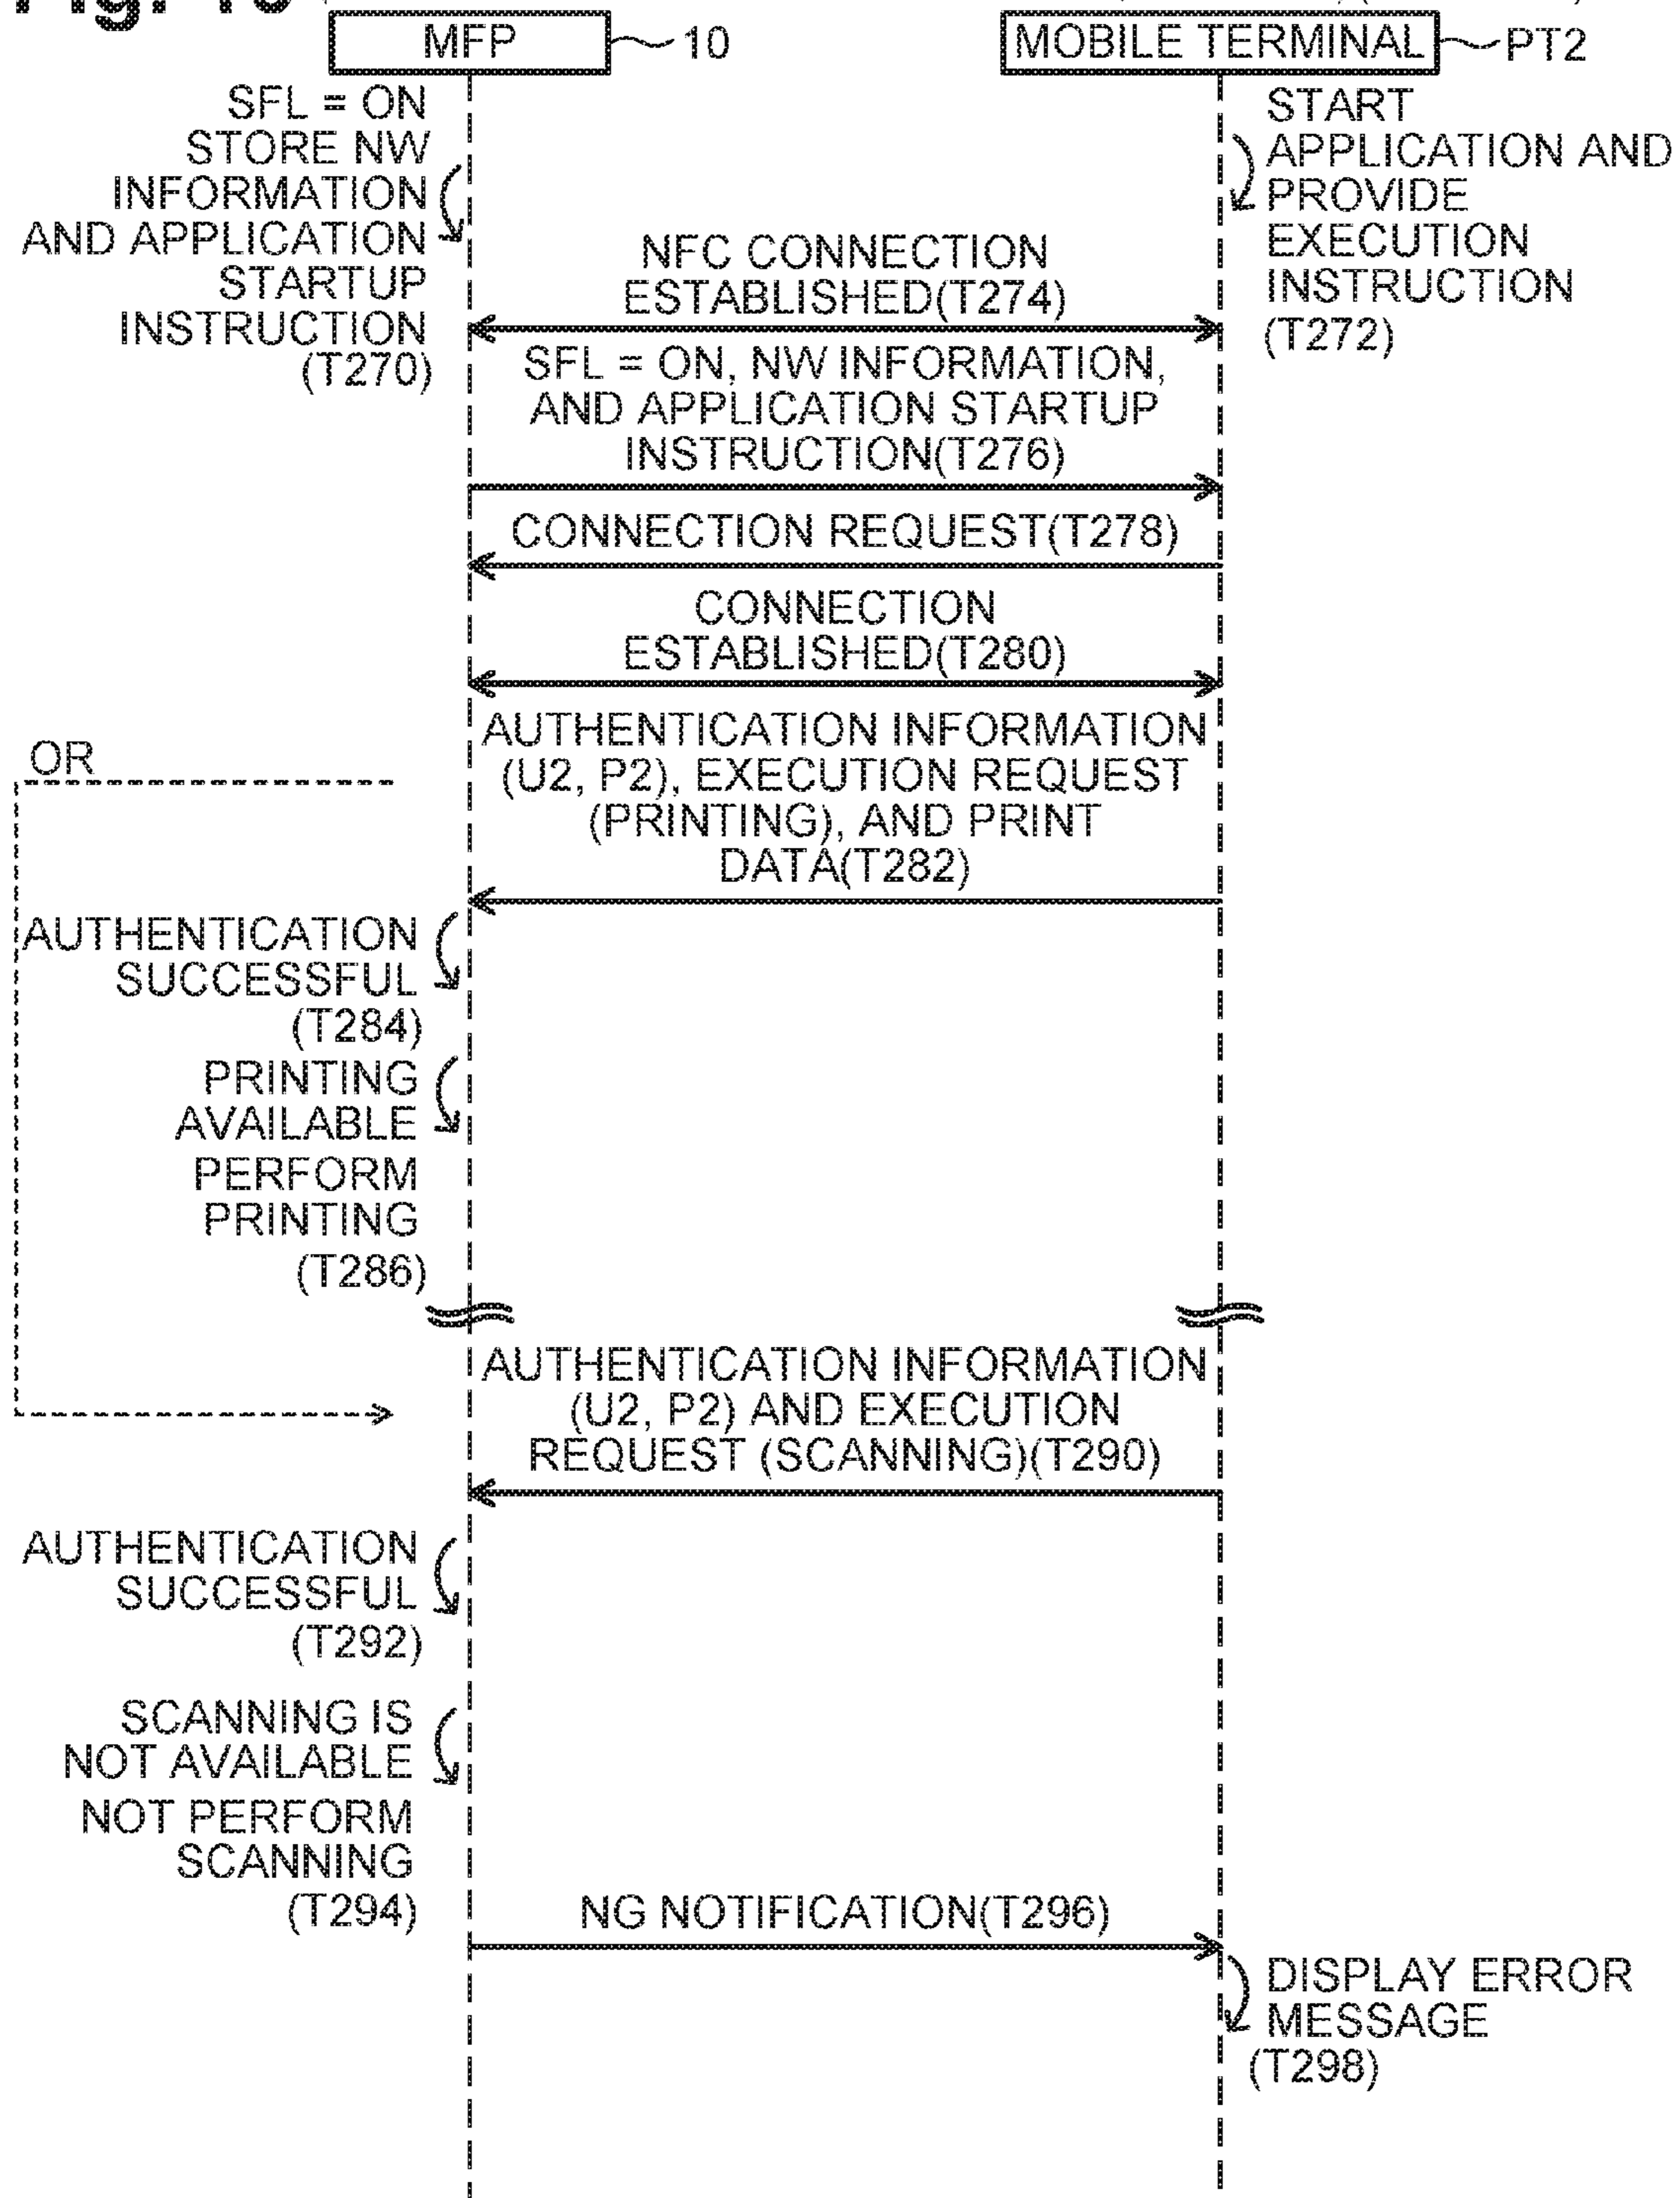 MFP
10
MOBILE TERMINAL
PT2
SFL = ON
STORE NW
INFORMATION
AND APPLICATION
STARTUP
INSTRUCTION
(T270)
START
APPLICATION AND
PROVIDE
EXECUTION
INSTRUCTION
(T272)
NFC CONNECTION
ESTABLISHED(T274)
SFL = ON, NW INFORMATION,
AND APPLICATION STARTUP
INSTRUCTION(T276)
CONNECTION REQUEST(T278)
CONNECTION
ESTABLISHED(T280)
OR
AUTHENTICATION INFORMATION
(U2, P2), EXECUTION REQUEST
(PRINTING), AND PRINT
DATA(T282)
AUTHENTICATION
SUCCESSFUL
(T284)
PRINTING
AVAILABLE
PERFORM
PRINTING
(T286)
AUTHENTICATION INFORMATION
(U2, P2) AND EXECUTION
REQUEST (SCANNING)(T290)
AUTHENTICATION
SUCCESSFUL
(T292)
SCANNING IS
NOT AVAILABLE
NOT PERFORM
SCANNING
(T294)
NG NOTIFICATION(T296)
DISPLAY ERROR
MESSAGE
(T298)